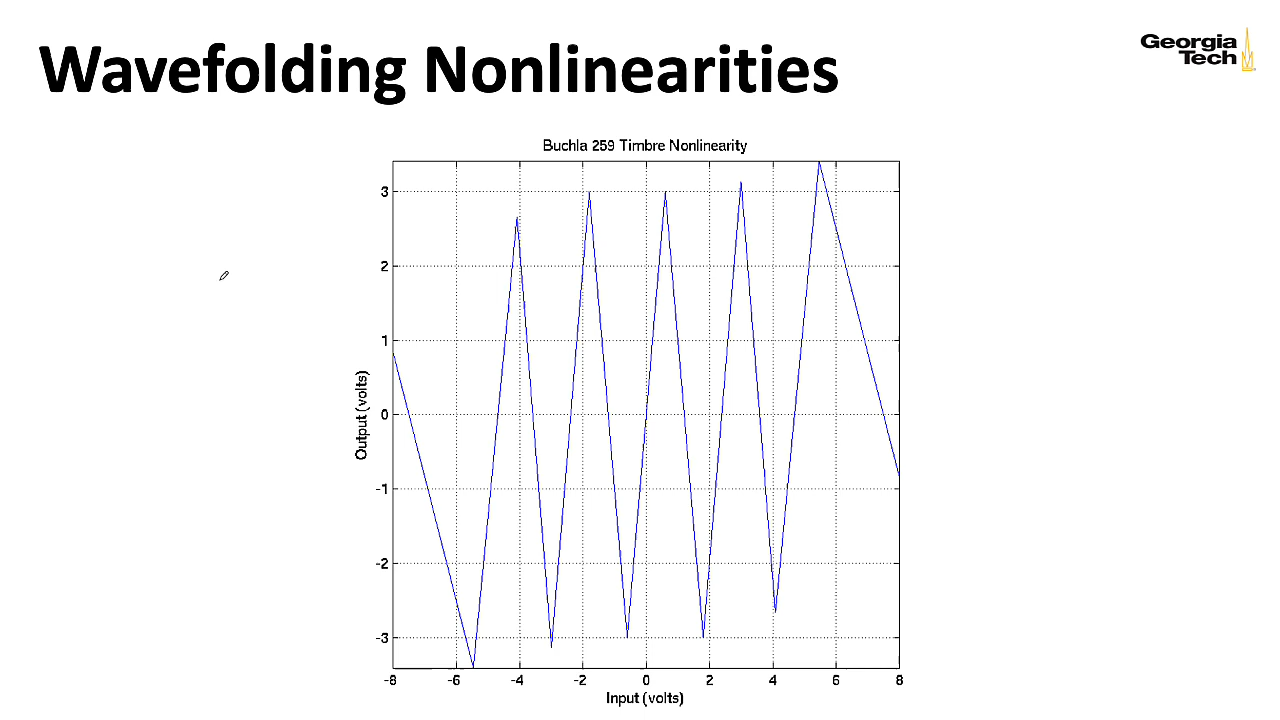 Wavefolding Nonlinearities
Georgia
Tech
Buchla 259 Timbre Nonlinearity
3
2
1
0
-1
-2
-3
Output (volts)
-8 -6 -4 -2 0 2 4 6 8
Input (volts)